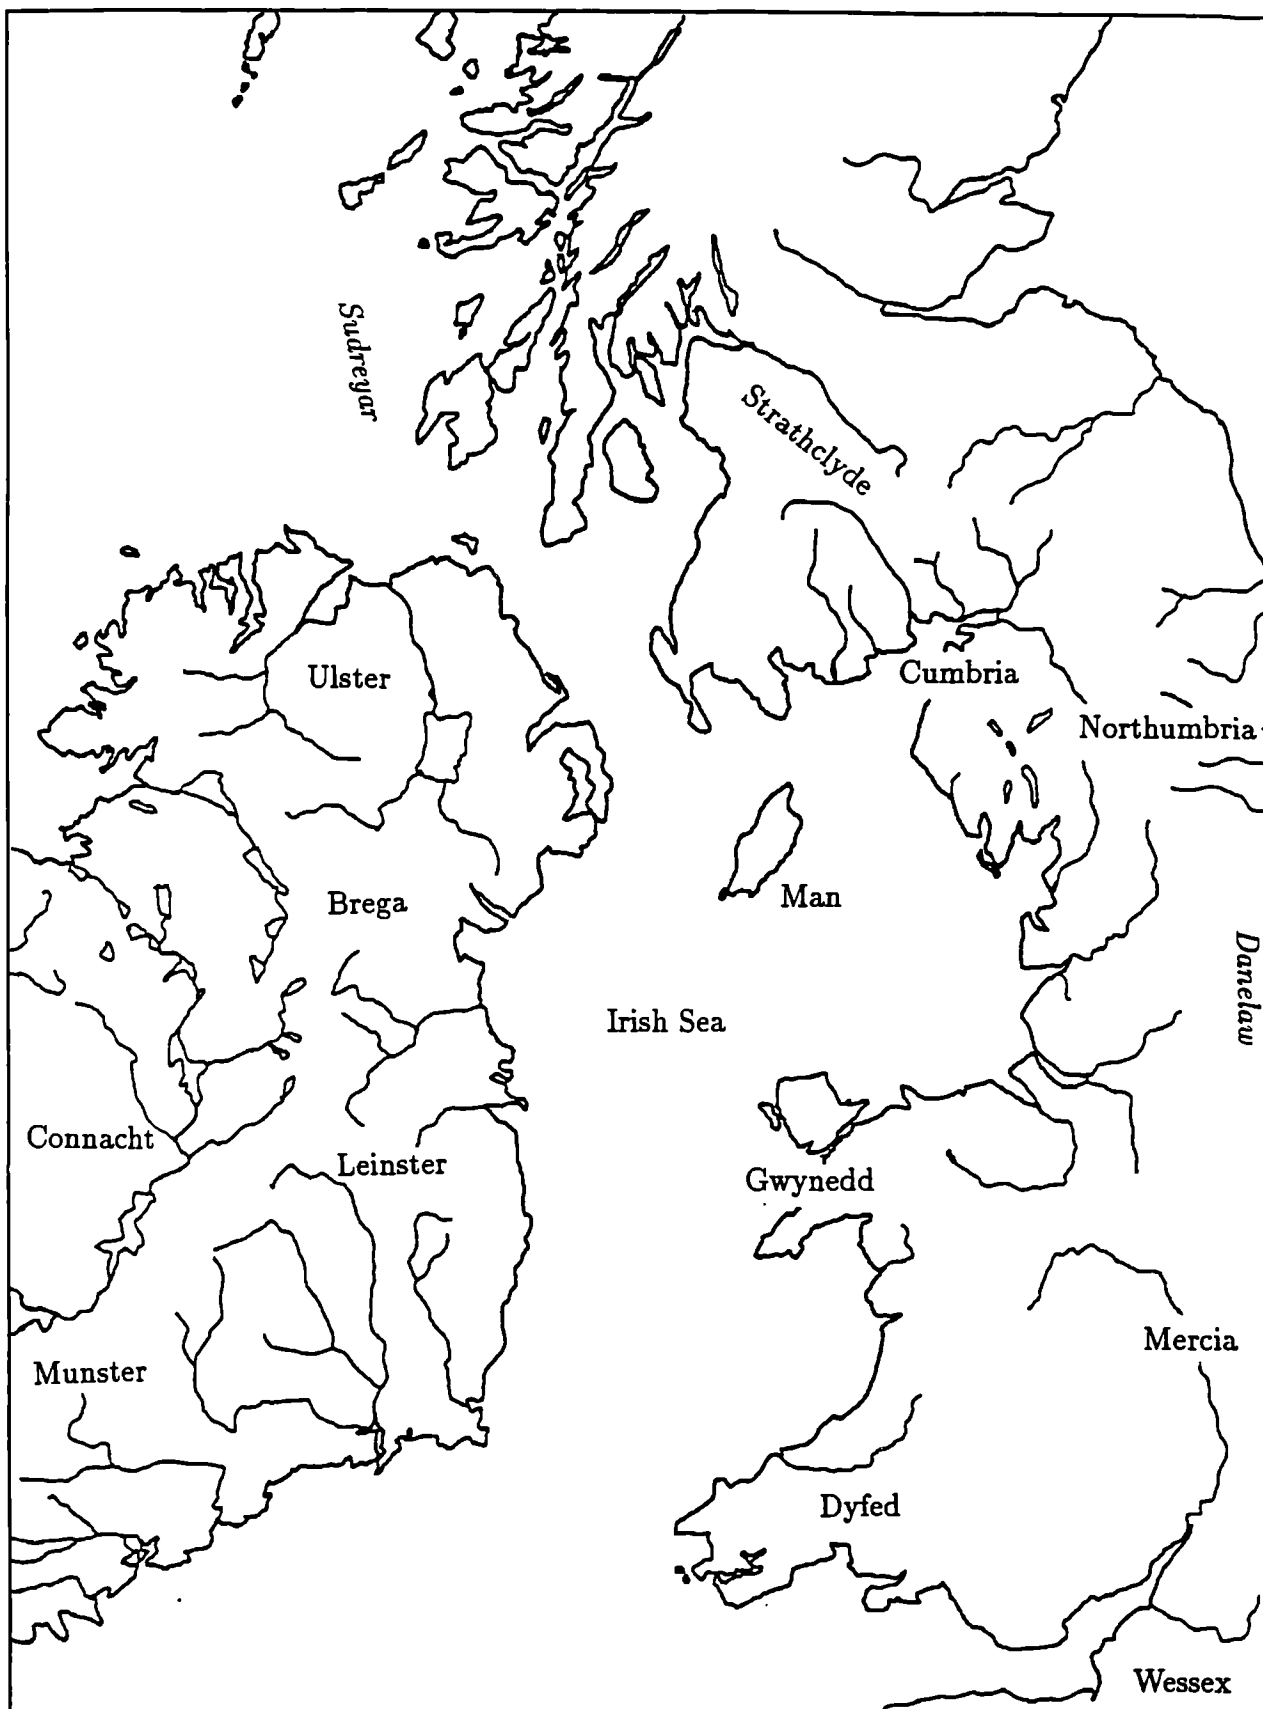 Sudreyar
Strathclyde
Ulster
Cumbria
Northumbria
Brega
Man
Danelaw
Irish Sea
Connacht
Leinster
Gwynedd
Mercia
Munster
Dyfed
Wessex